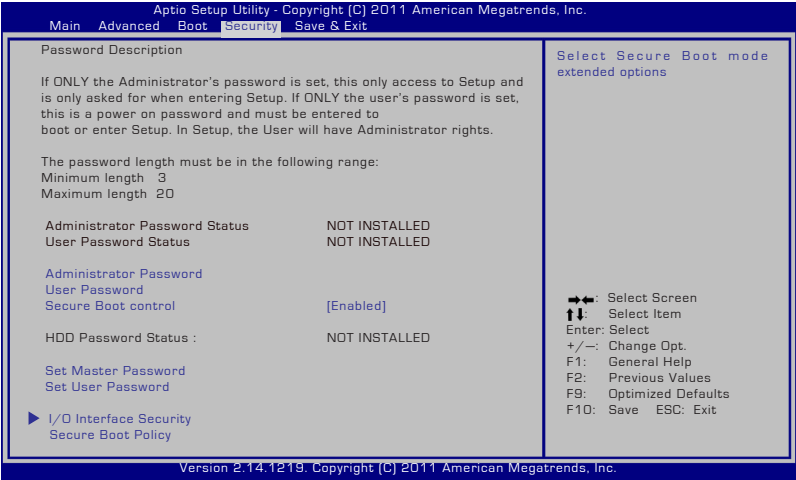 Aptio Setup Utility - Copyright (C) 2011 American Megatrends, Inc.
Main Advanced Boot Security Save & Exit
Password Description
If ONLY the Administrator's password is set, this only access to Setup and
is only asked for when entering Setup. If ONLY the user's password is set,
this is a power on password and must be entered to
boot or enter Setup. In Setup, the User will have Administrator rights.
The password length must be in the following range:
Minimum length 3
Maximum length 20
Administrator Password Status NOT INSTALLED
User Password Status NOT INSTALLED
Administrator Password
User Password
Secure Boot control [Enabled]
HDD Password Status : NOT INSTALLED
Set Master Password
Set User Password
I/O Interface Security
Secure Boot Policy
Select Secure Boot mode
extended options
→←: Select Screen
↑↓: Select Item
Enter: Select
+/—: Change Opt.
F1: General Help
F2: Previous Values
F9: Optimized Defaults
F10: Save ESC: Exit
Version 2.14.1219. Copyright (C) 2011 American Megatrends, Inc.